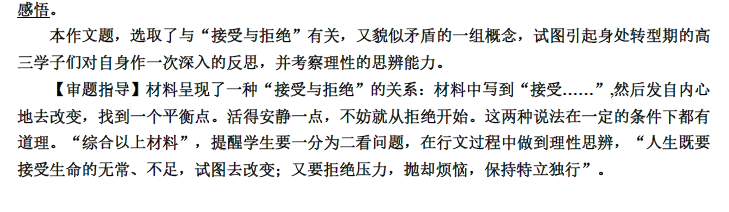 感悟。
本作文题，选取了与“接受与拒绝”有关，又貌似矛盾的一组概念，试图引起身处转型期的高
三学子们对自身作一次深入的反思，并考察理性的思辨能力。
【审题指导】材料呈现了一种“接受与拒绝”的关系：材料中写到“接受……”,然后发自内心
地去改变，找到一个平衡点。活得安静一点，不妨就从拒绝开始。这两种说法在一定的条件下都有
道理。“综合以上材料”，提醒学生要一分为二看问题，在行文过程中做到理性思辨，“人生既要
接受生命的无常、不足，试图去改变；又要拒绝压力，抛却烦恼，保持特立独行”。